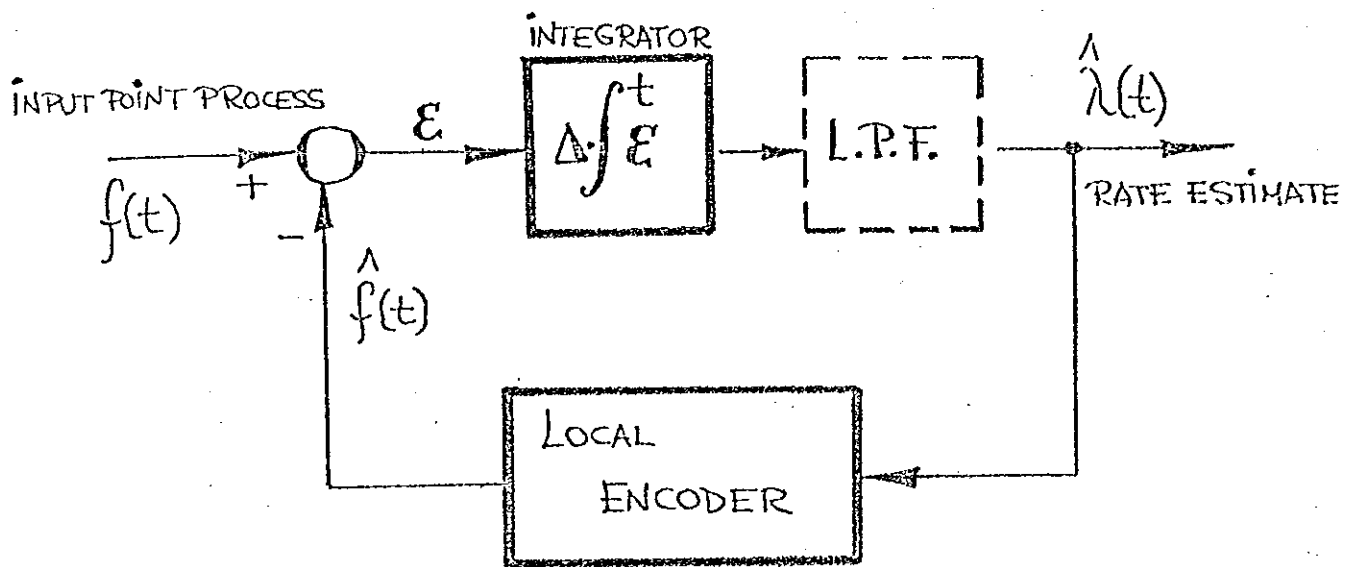 INTEGRATOR
INPUT POINT PROCESS
f(t)
+
−
ε
Δ·∫^t ε
L.P.F.
λ̂(t)
RATE ESTIMATE
f̂(t)
LOCAL
ENCODER